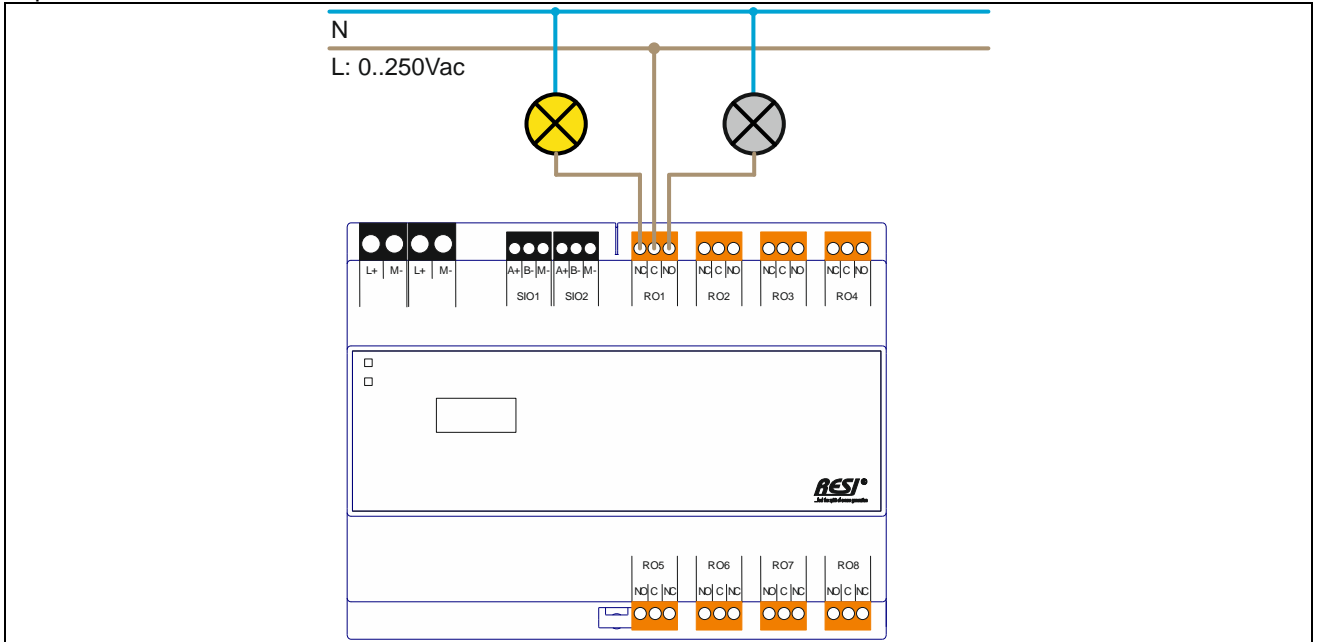 N
L: 0..250Vac
L+ M- L+ M- A+ B- M- A+ B- M- NC C NO NC C NO NC C NO NC C NO
SIO1 SIO2 RO1 RO2 RO3 RO4
RESI®
RO5 RO6 RO7 RO8
NO C NC NO C NC NO C NC NO C NC